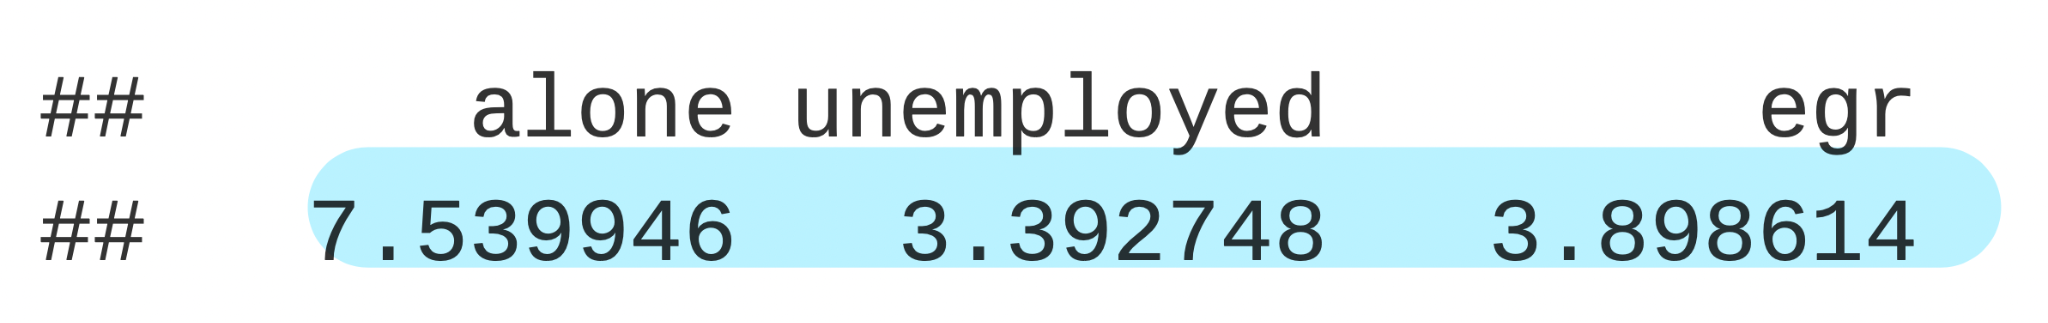 ##      alone unemployed        egr
##   7.539946   3.392748   3.898614